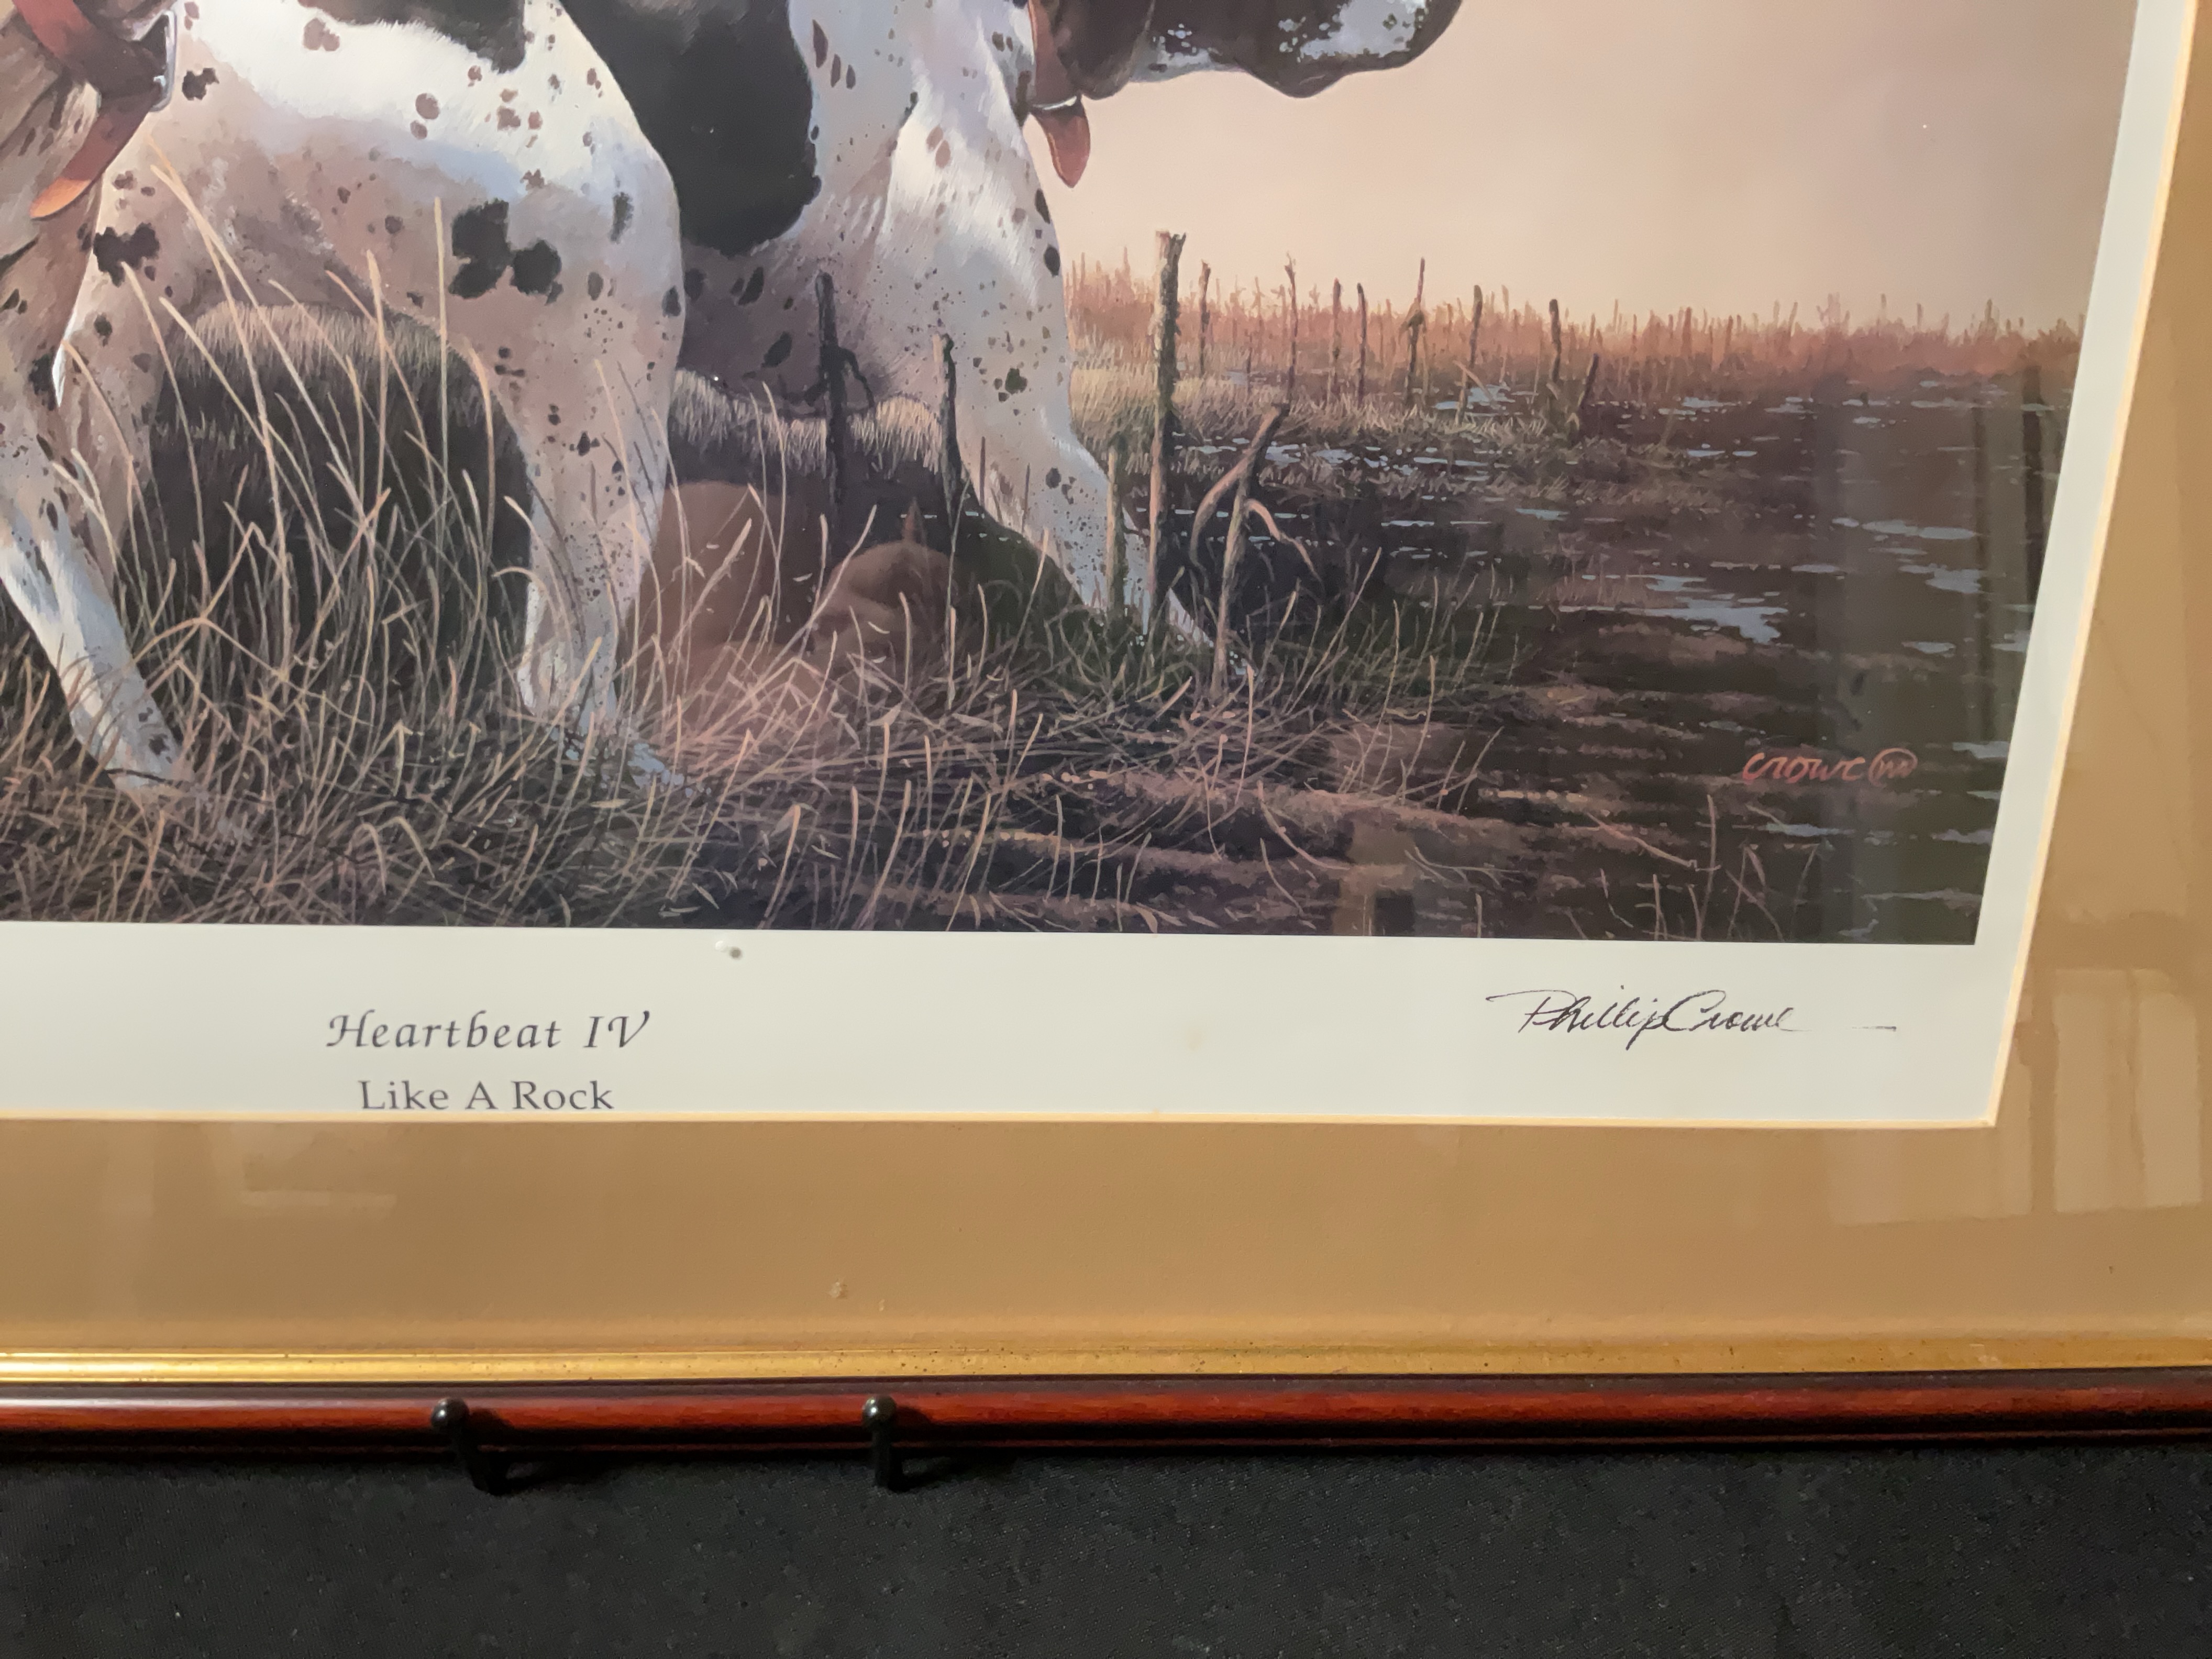 crowe
Phillip Crowe
Heartbeat IV
Like A Rock